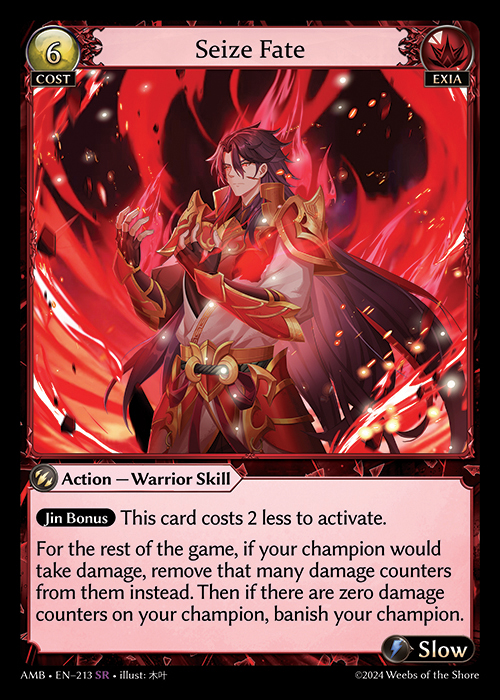 6
COST
Seize Fate
EXIA
Action — Warrior Skill
Jin Bonus This card costs 2 less to activate.
For the rest of the game, if your champion would
take damage, remove that many damage counters
from them instead. Then if there are zero damage
counters on your champion, banish your champion.
Slow
AMB • EN–213 SR • illust: 木叶
©2024 Weebs of the Shore